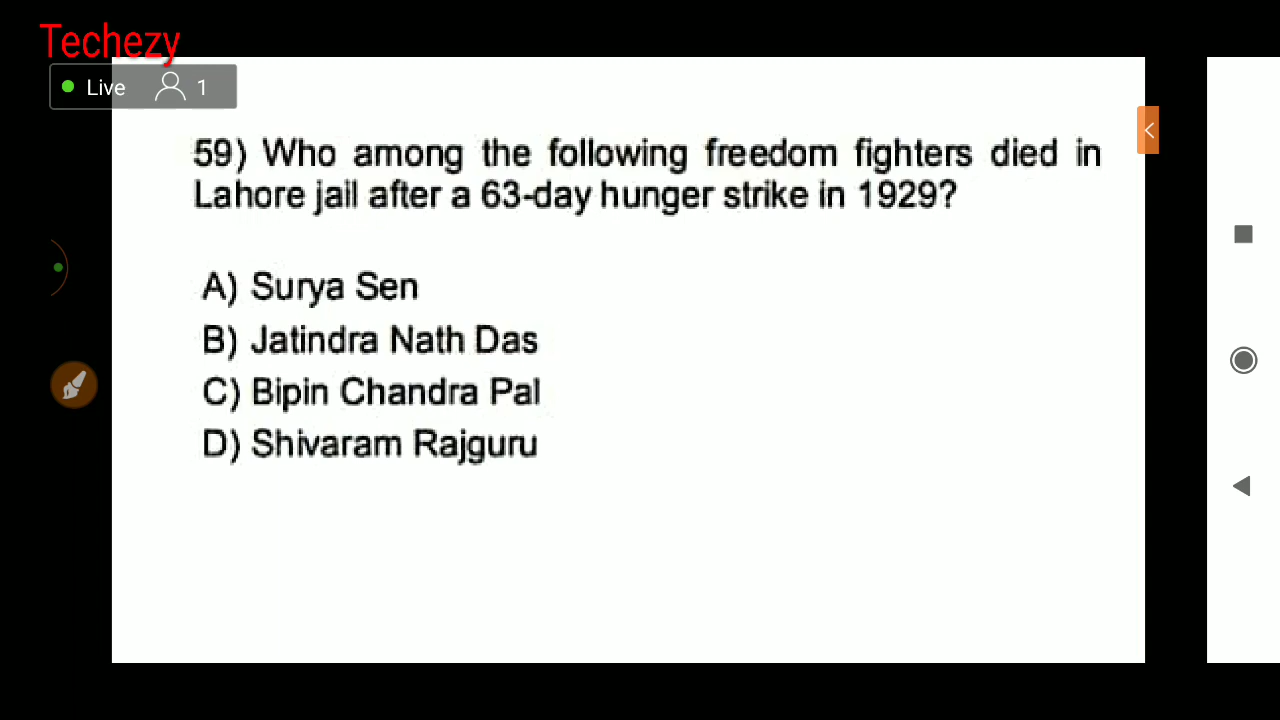 Techezy
Live 1
59) Who among the following freedom fighters died in
Lahore jail after a 63-day hunger strike in 1929?
A) Surya Sen
B) Jatindra Nath Das
C) Bipin Chandra Pal
D) Shivaram Rajguru